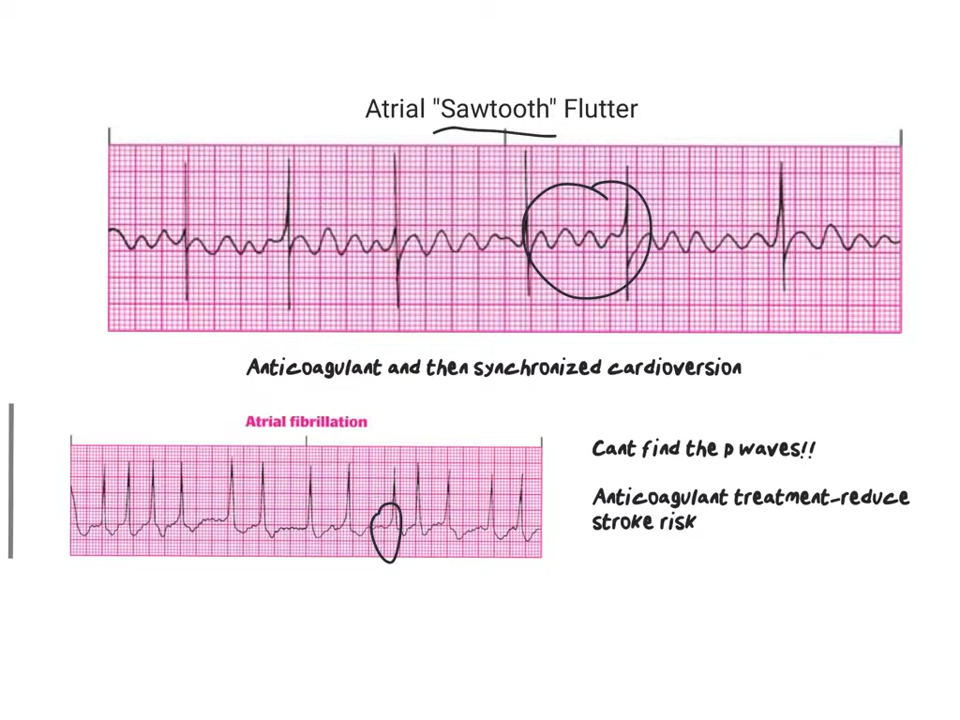 Atrial "Sawtooth" Flutter
Anticoagulant and then synchronized cardioversion
Atrial fibrillation
Cant find the p waves!!
Anticoagulant treatment-reduce
stroke risk